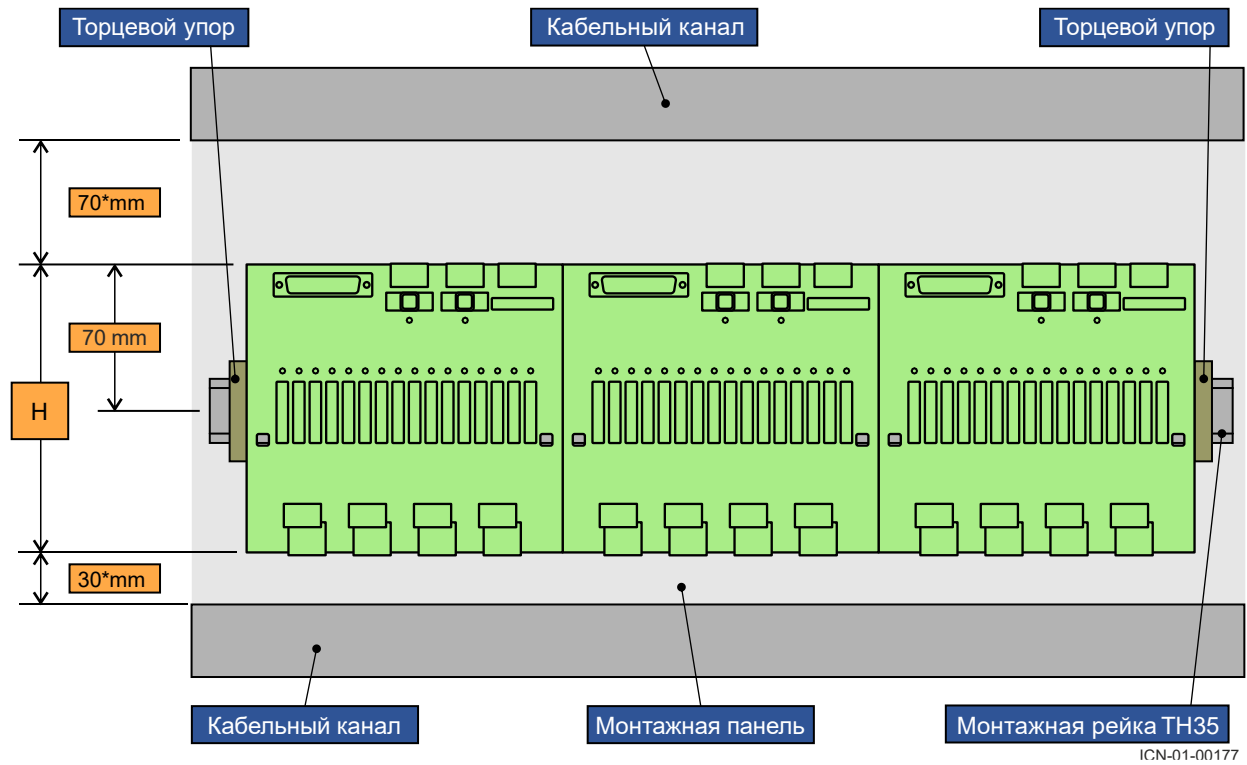 Торцевой упор
Кабельный канал
Торцевой упор
70*mm
70 mm
H
30*mm
Кабельный канал
Монтажная панель
Монтажная рейка TH35
ICN-01-00177